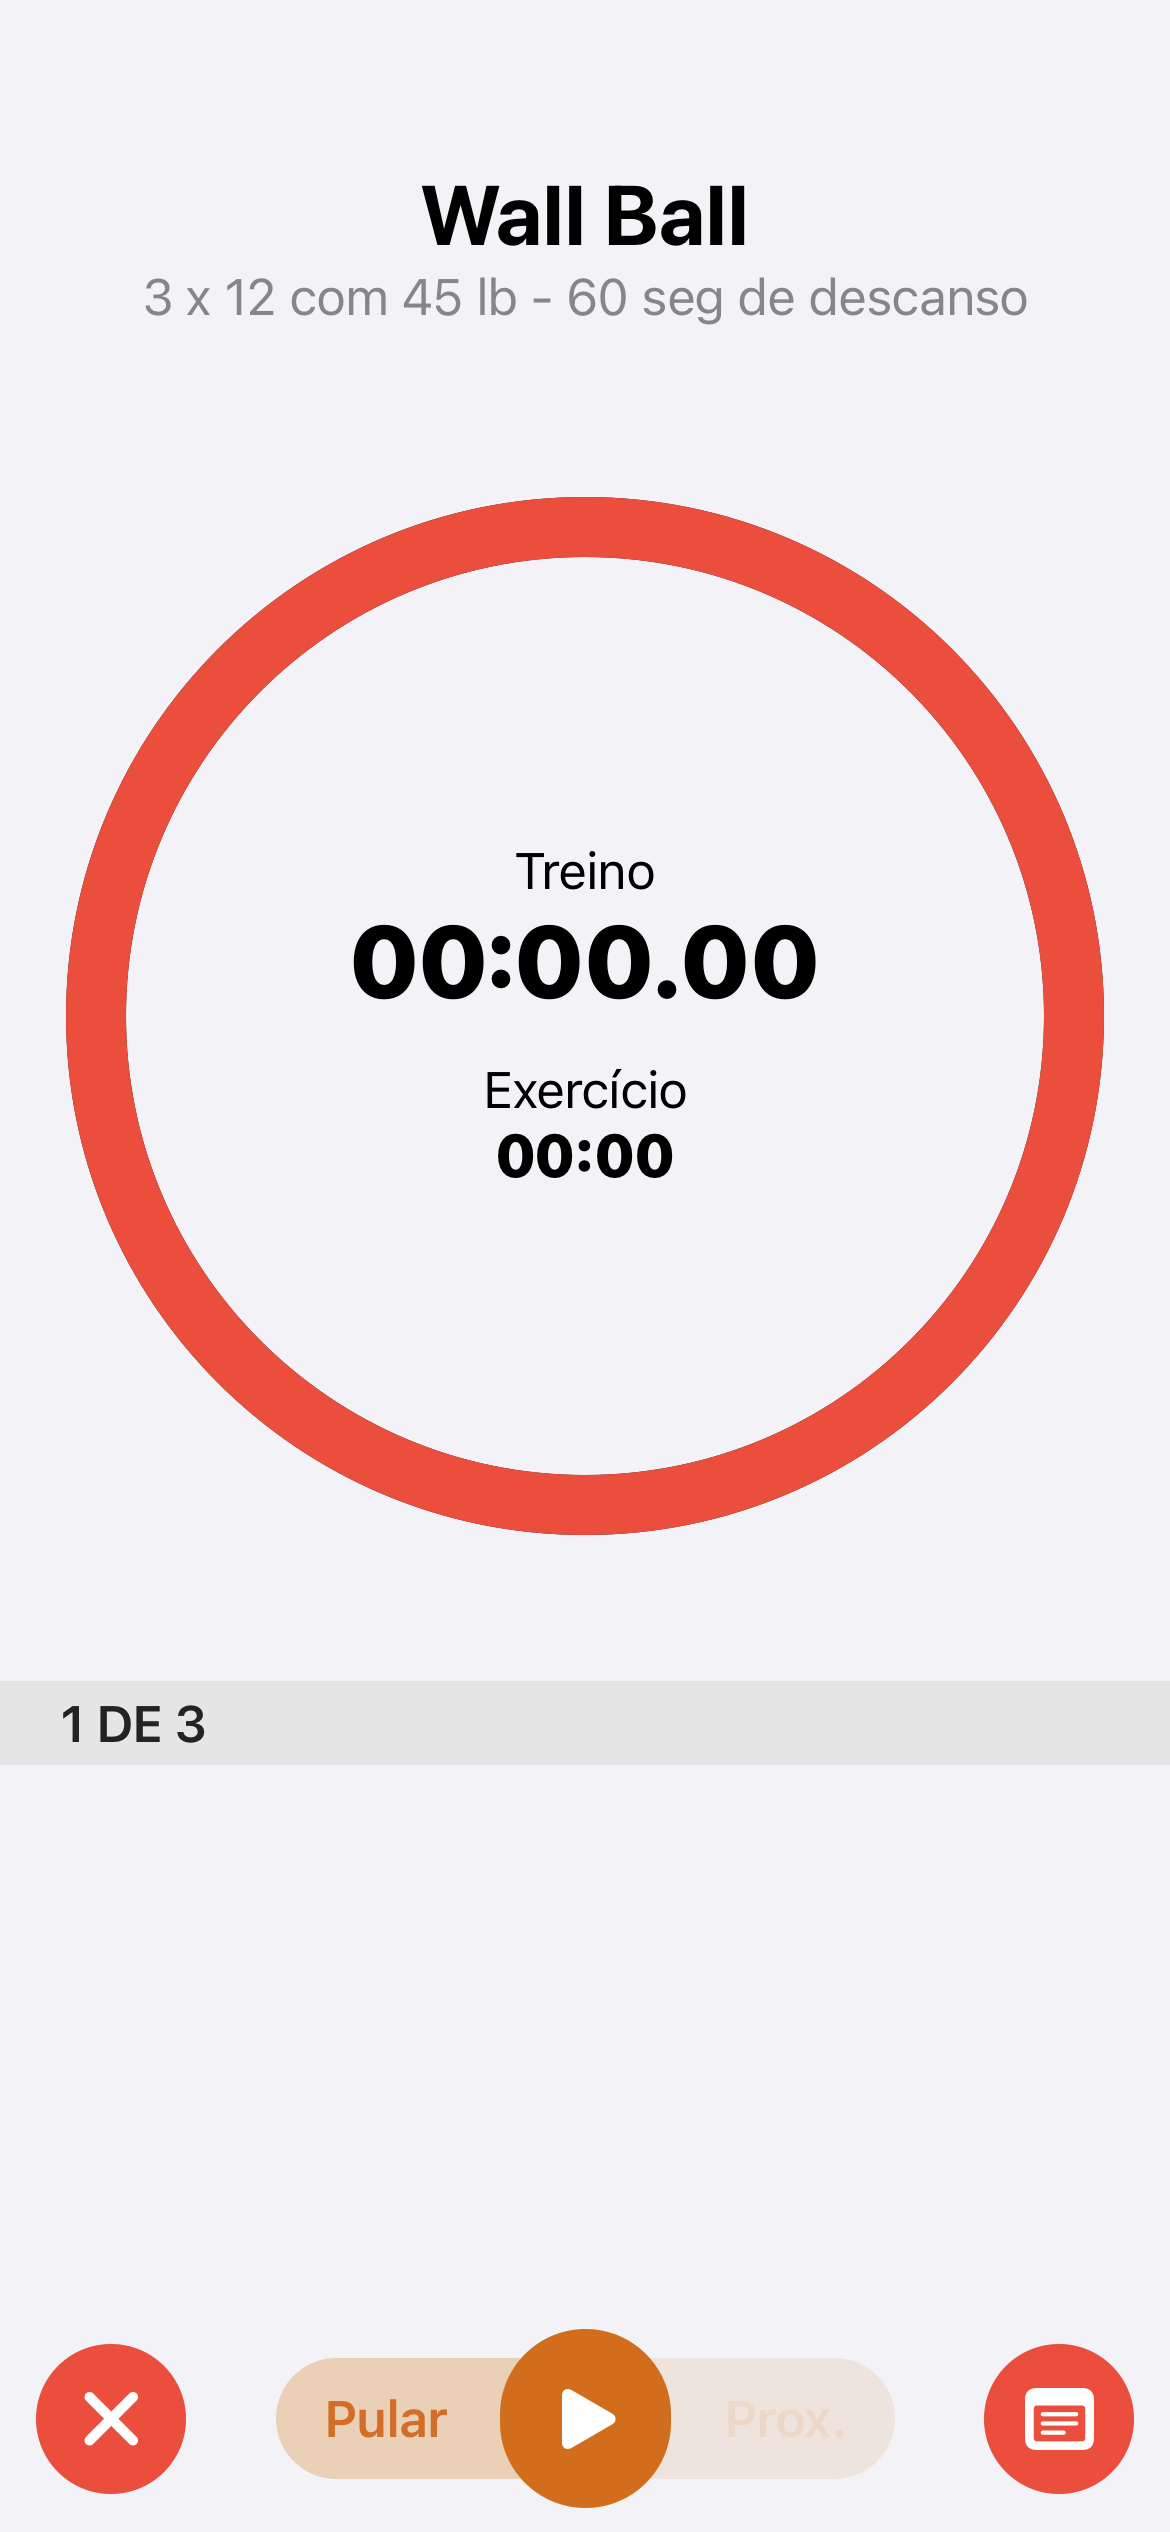 Wall Ball
3 x 12 com 45 lb - 60 seg de descanso
Treino
00:00.00
Exercício
00:00
1 DE 3
Pular
Prox.